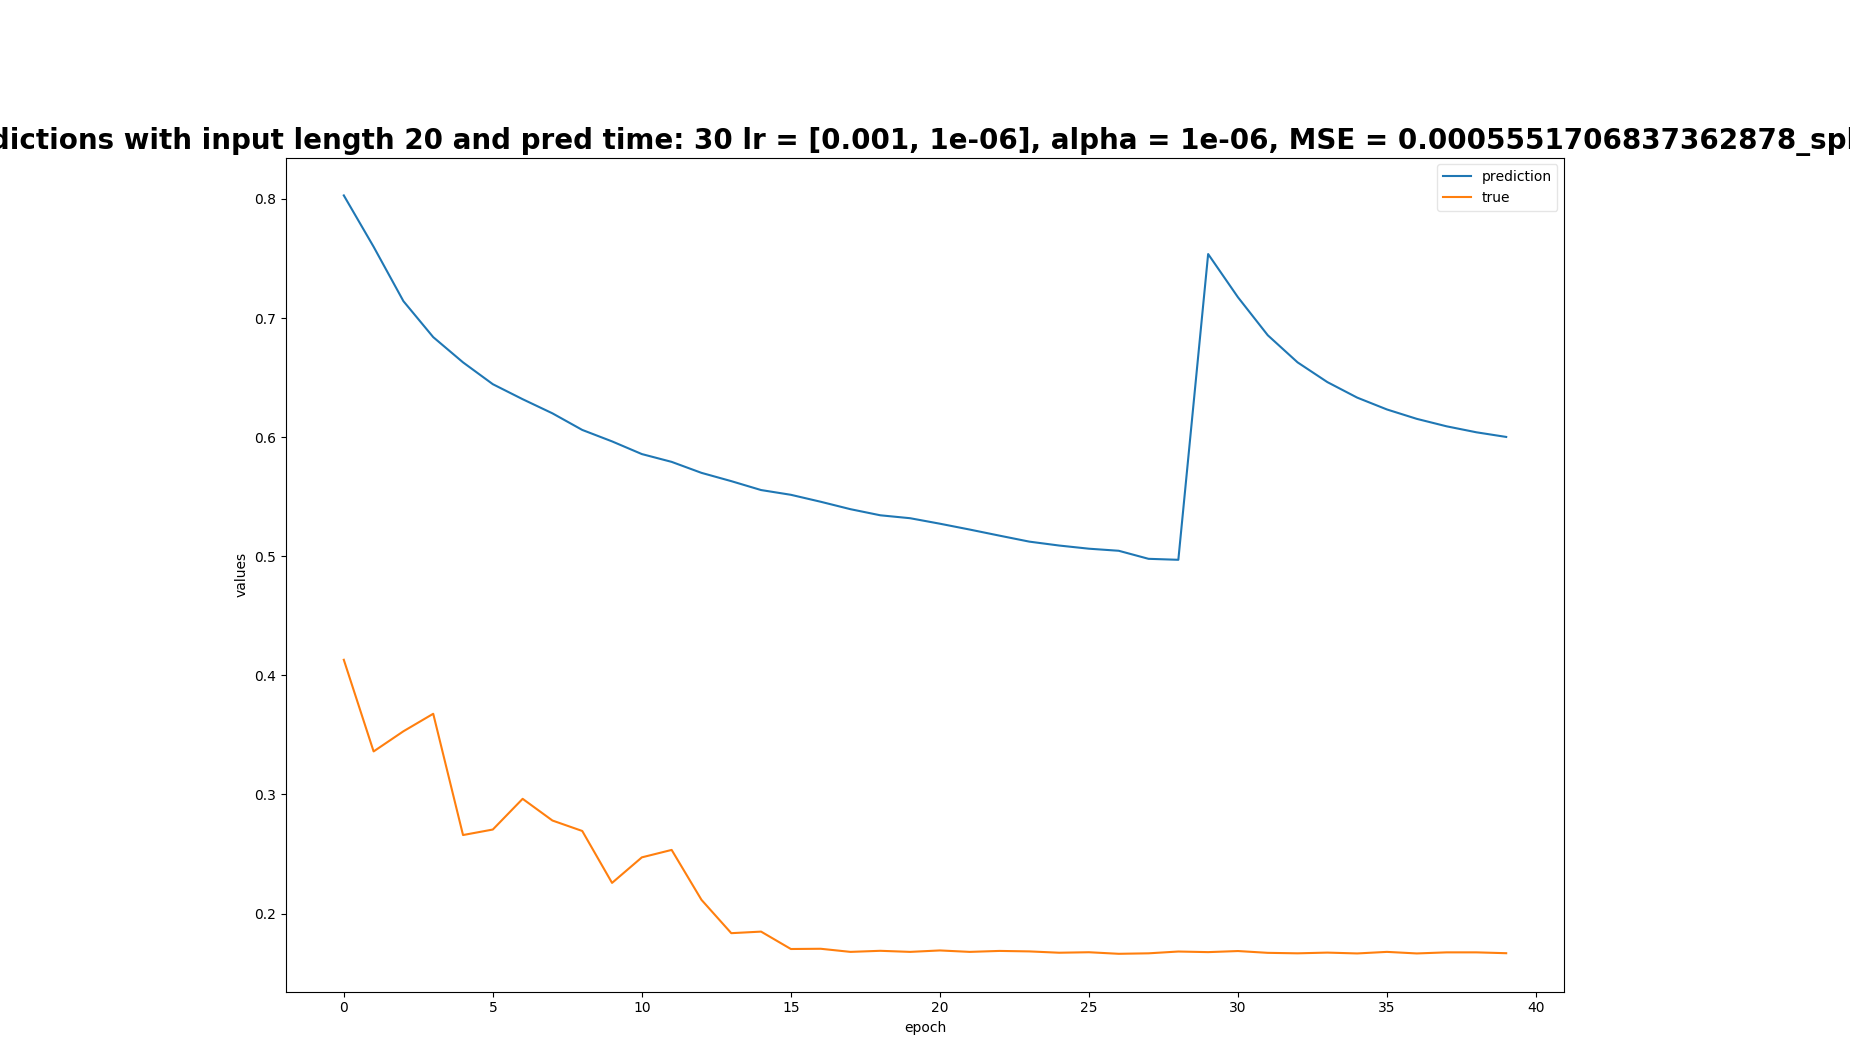 dictions with input length 20 and pred time: 30 lr = [0.001, 1e-06], alpha = 1e-06, MSE = 0.0005551706837362878_spl
prediction
true
0.8
0.7
0.6
0.5
0.4
0.3
0.2
values
0 5 10 15 20 25 30 35 40
epoch